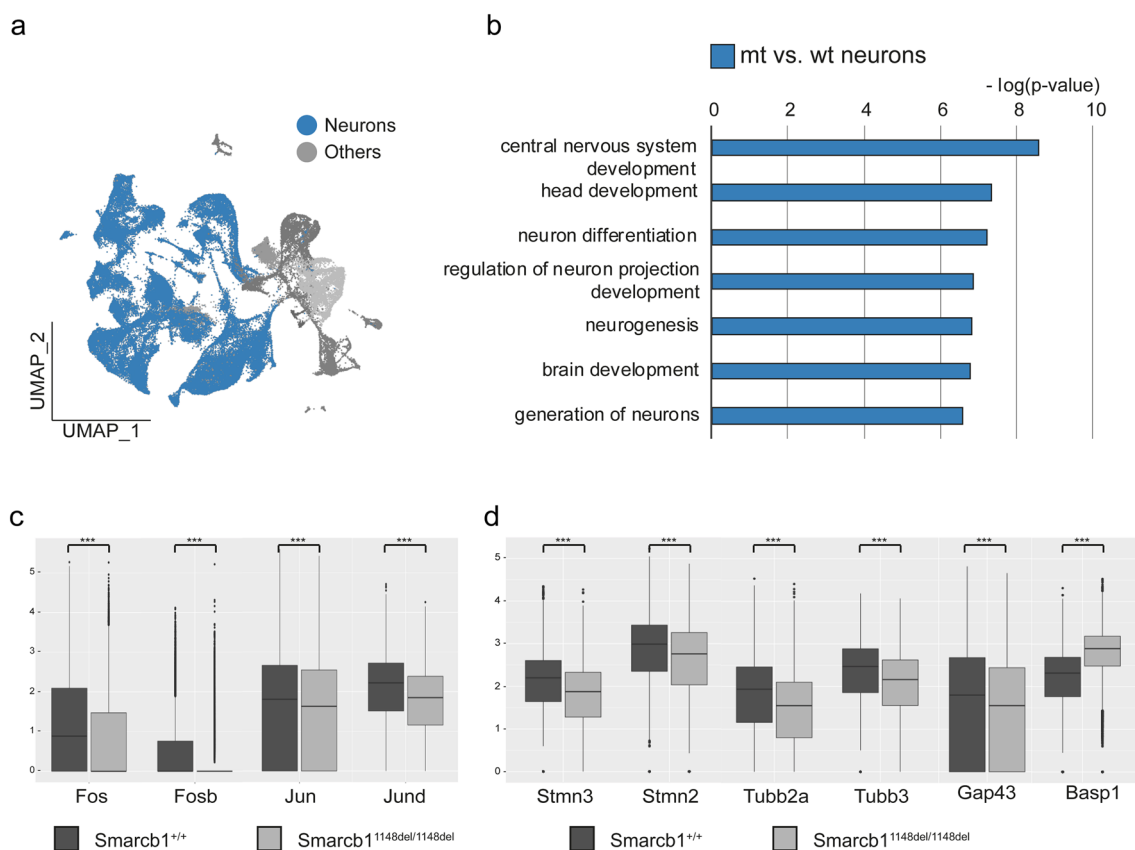 a
Neurons
Others
UMAP_2
UMAP_1
b
mt vs. wt neurons
- log(p-value)
0 2 4 6 8 10
central nervous system
development
head development
neuron differentiation
regulation of neuron projection
development
neurogenesis
brain development
generation of neurons
c
*** *** *** ***
5
4
3
2
1
0
Fos Fosb Jun Jund
Smarcb1+/+ Smarcb11148del/1148del
d
*** *** *** *** *** ***
5
4
3
2
1
0
Stmn3 Stmn2 Tubb2a Tubb3 Gap43 Basp1
Smarcb1+/+ Smarcb11148del/1148del